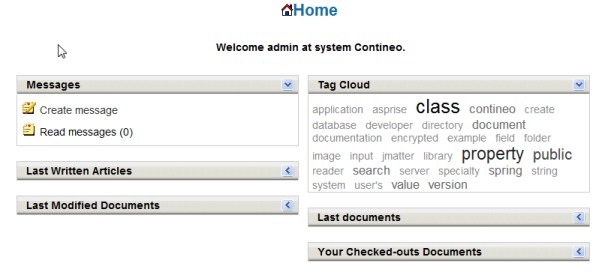 Home
Welcome admin at system Contineo.
Messages
Create message
Read messages (0)
Last Written Articles
Last Modified Documents
Tag Cloud
application asprise class contineo create
database developer directory document
documentation encrypted example field folder
image input jmatter library property public
reader search server specialty spring string
system user's value version
Last documents
Your Checked-outs Documents